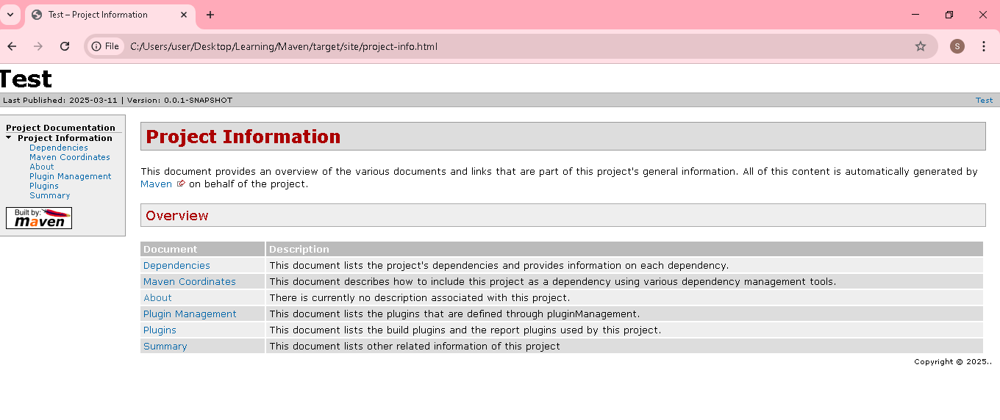 Test – Project Information
File
C:/Users/user/Desktop/Learning/Maven/target/site/project-info.html
S
Test
Last Published: 2025-03-11 | Version: 0.0.1-SNAPSHOT
Test
Project Documentation
Project Information
Dependencies
Maven Coordinates
About
Plugin Management
Plugins
Summary
Built by:
maven
Project Information
This document provides an overview of the various documents and links that are part of this project's general information. All of this content is automatically generated by
Maven on behalf of the project.
Overview
Document Description
Dependencies This document lists the project's dependencies and provides information on each dependency.
Maven Coordinates This document describes how to include this project as a dependency using various dependency management tools.
About There is currently no description associated with this project.
Plugin Management This document lists the plugins that are defined through pluginManagement.
Plugins This document lists the build plugins and the report plugins used by this project.
Summary This document lists other related information of this project
Copyright © 2025..